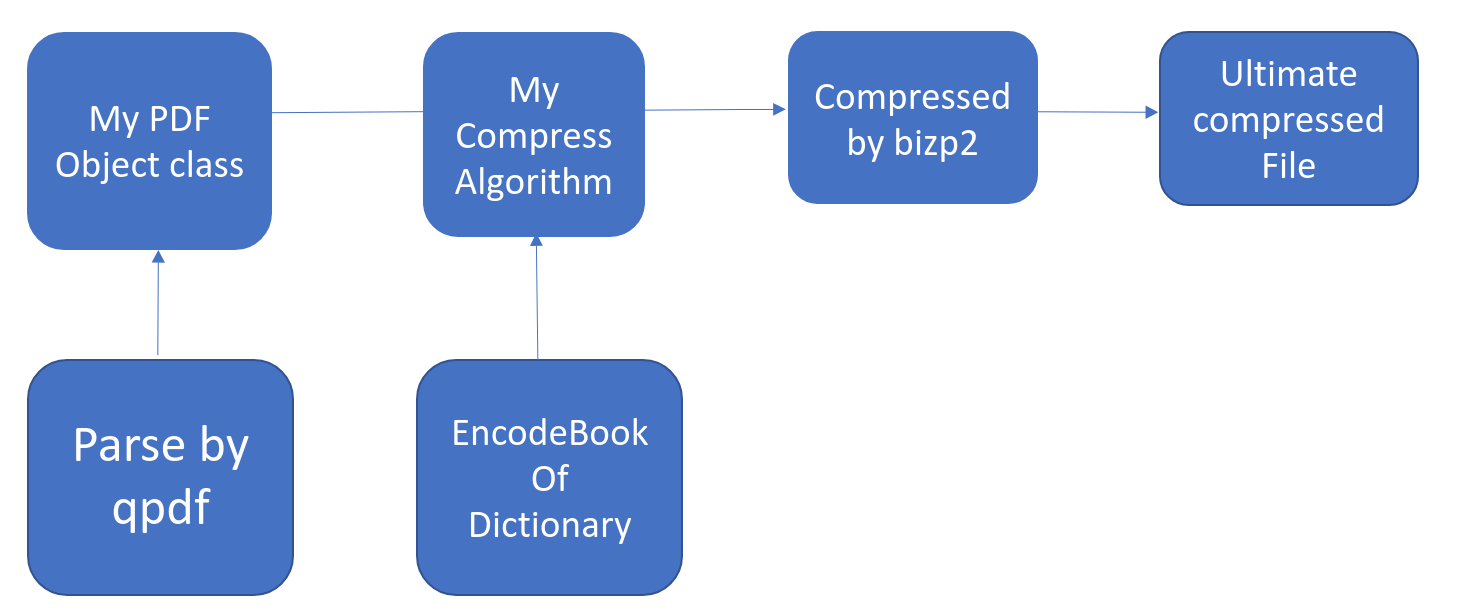 My PDF
Object class
My
Compress
Algorithm
Compressed
by bizp2
Ultimate
compressed
File
Parse by
qpdf
EncodeBook
Of
Dictionary